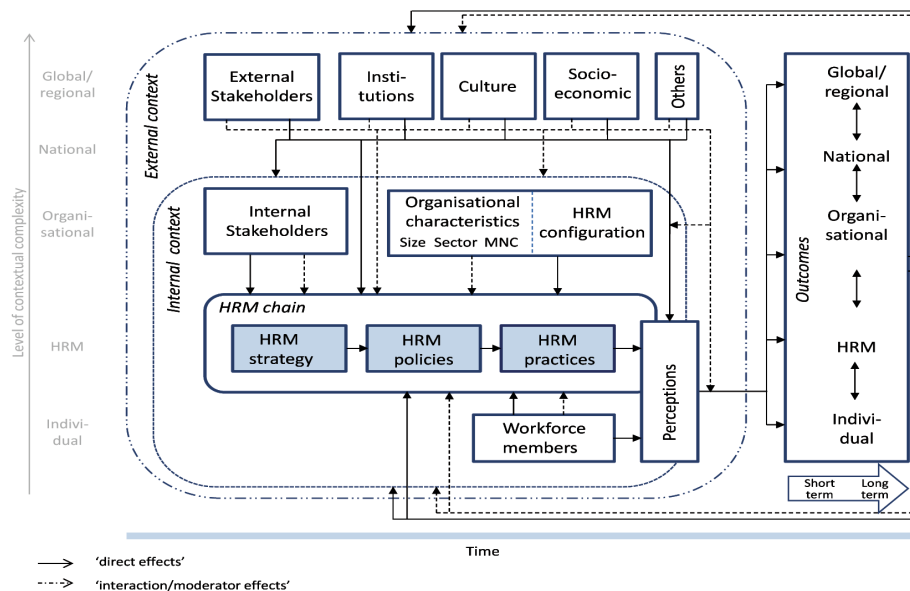 Level of contextual complexity
Global/
regional
National
Organi-
sational
HRM
Indivi-
dual
External context
External
Stakeholders
Insti-
tutions
Culture
Socio-
economic
Others
Internal context
Internal
Stakeholders
Organisational
characteristics
Size Sector MNC
HRM
configuration
HRM chain
HRM
strategy
HRM
policies
HRM
practices
Workforce
members
Perceptions
Outcomes
Global/
regional
National
Organi-
sational
HRM
Individ-
dual
Short
term
Long
term
Time
'direct effects'
'interaction/moderator effects'